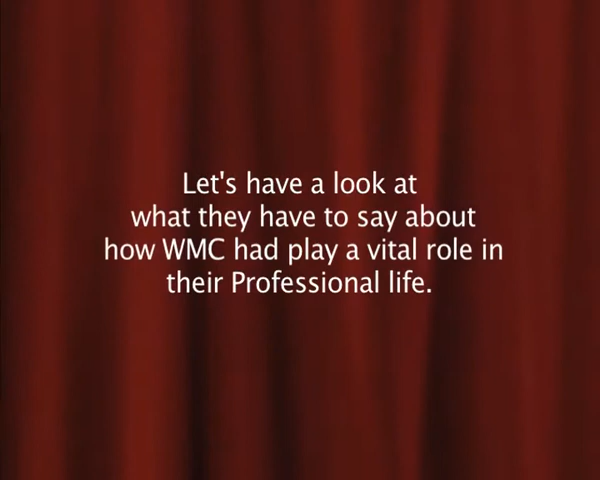 Let's have a look at
what they have to say about
how WMC had play a vital role in
their Professional life.